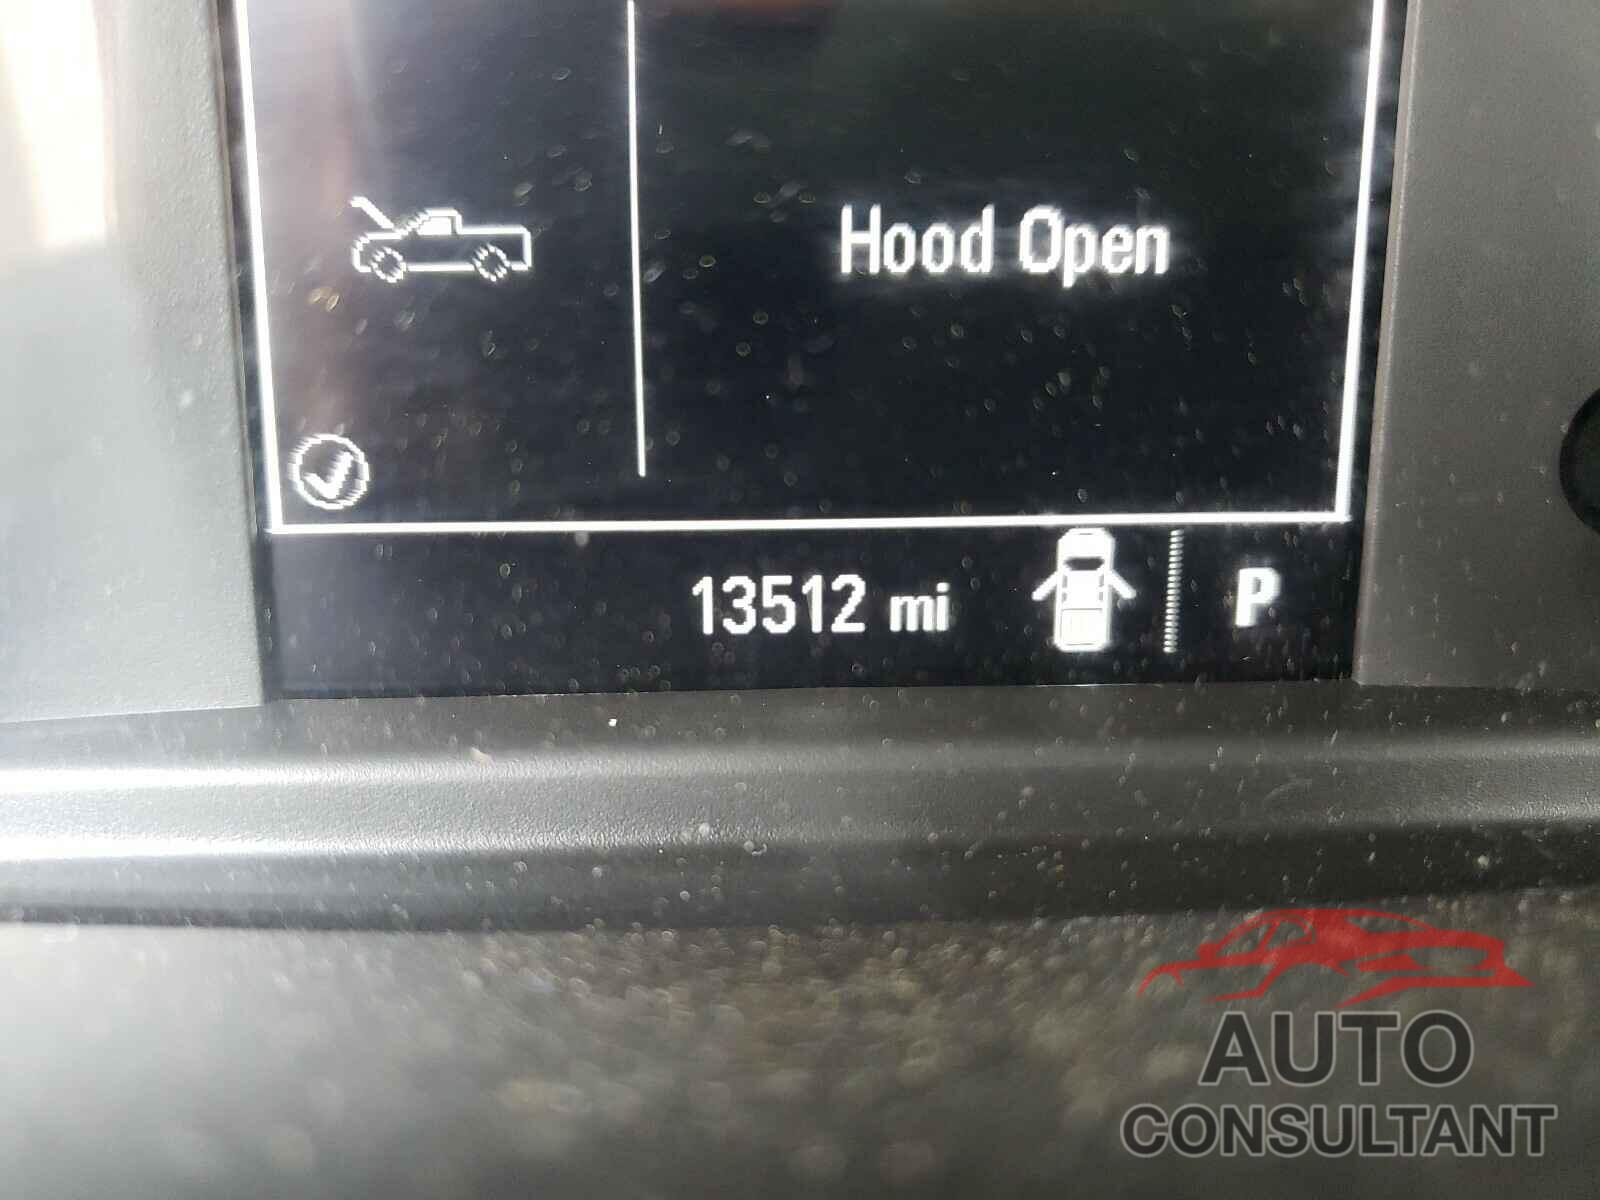 Hood Open
13512 mi P
AUTO
CONSULTANT